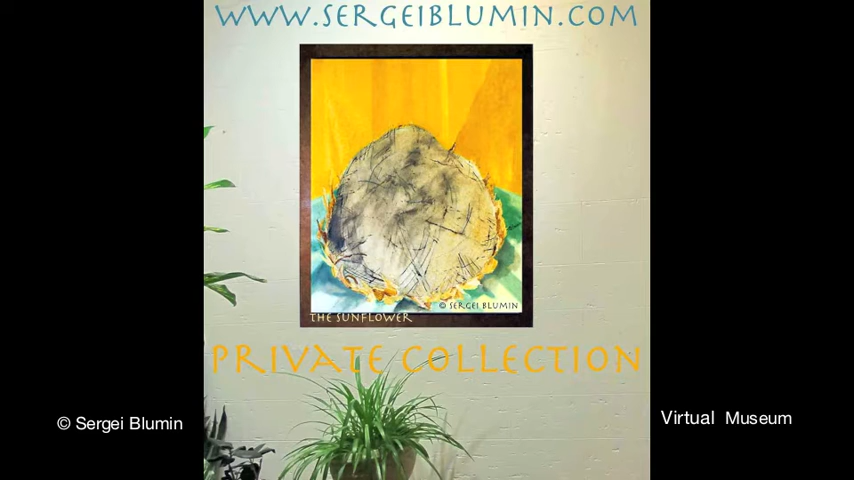 WWW.SERGEIBLUMIN.COM
© SERGEI BLUMIN
THE SUNFLOWER
PRIVATE COLLECTION
© Sergei Blumin
Virtual Museum